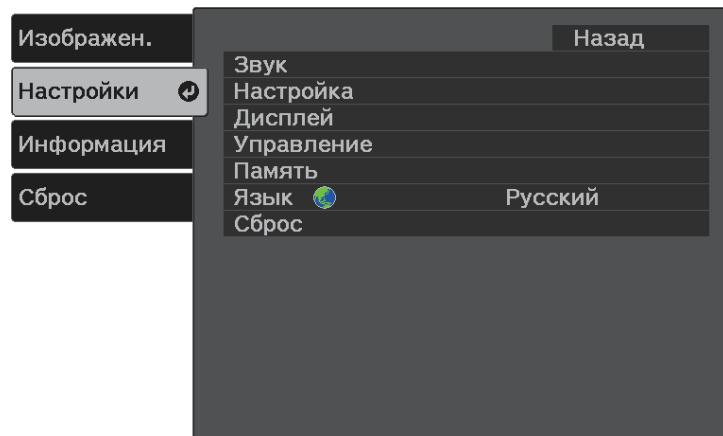 Изображен.
Настройки
Информация
Сброс
Назад
Звук
Настройка
Дисплей
Управление
Память
Язык Русский
Сброс